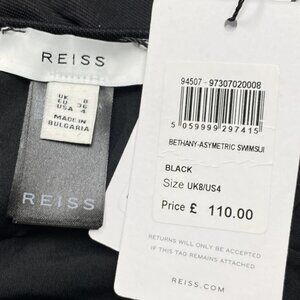 REISS
UK 8
EU 36
USA 4
MADE IN
BULGARIA
REISS
94507 - 97307020008
5 059999 297415
BETHANY-ASYMETRIC SWIMSUI
BLACK
Size UK8/US4
Price £ 110.00
RETURNS WILL ONLY BE ACCEPTED
IF THIS TAG REMAINS ATTACHED
REISS.COM